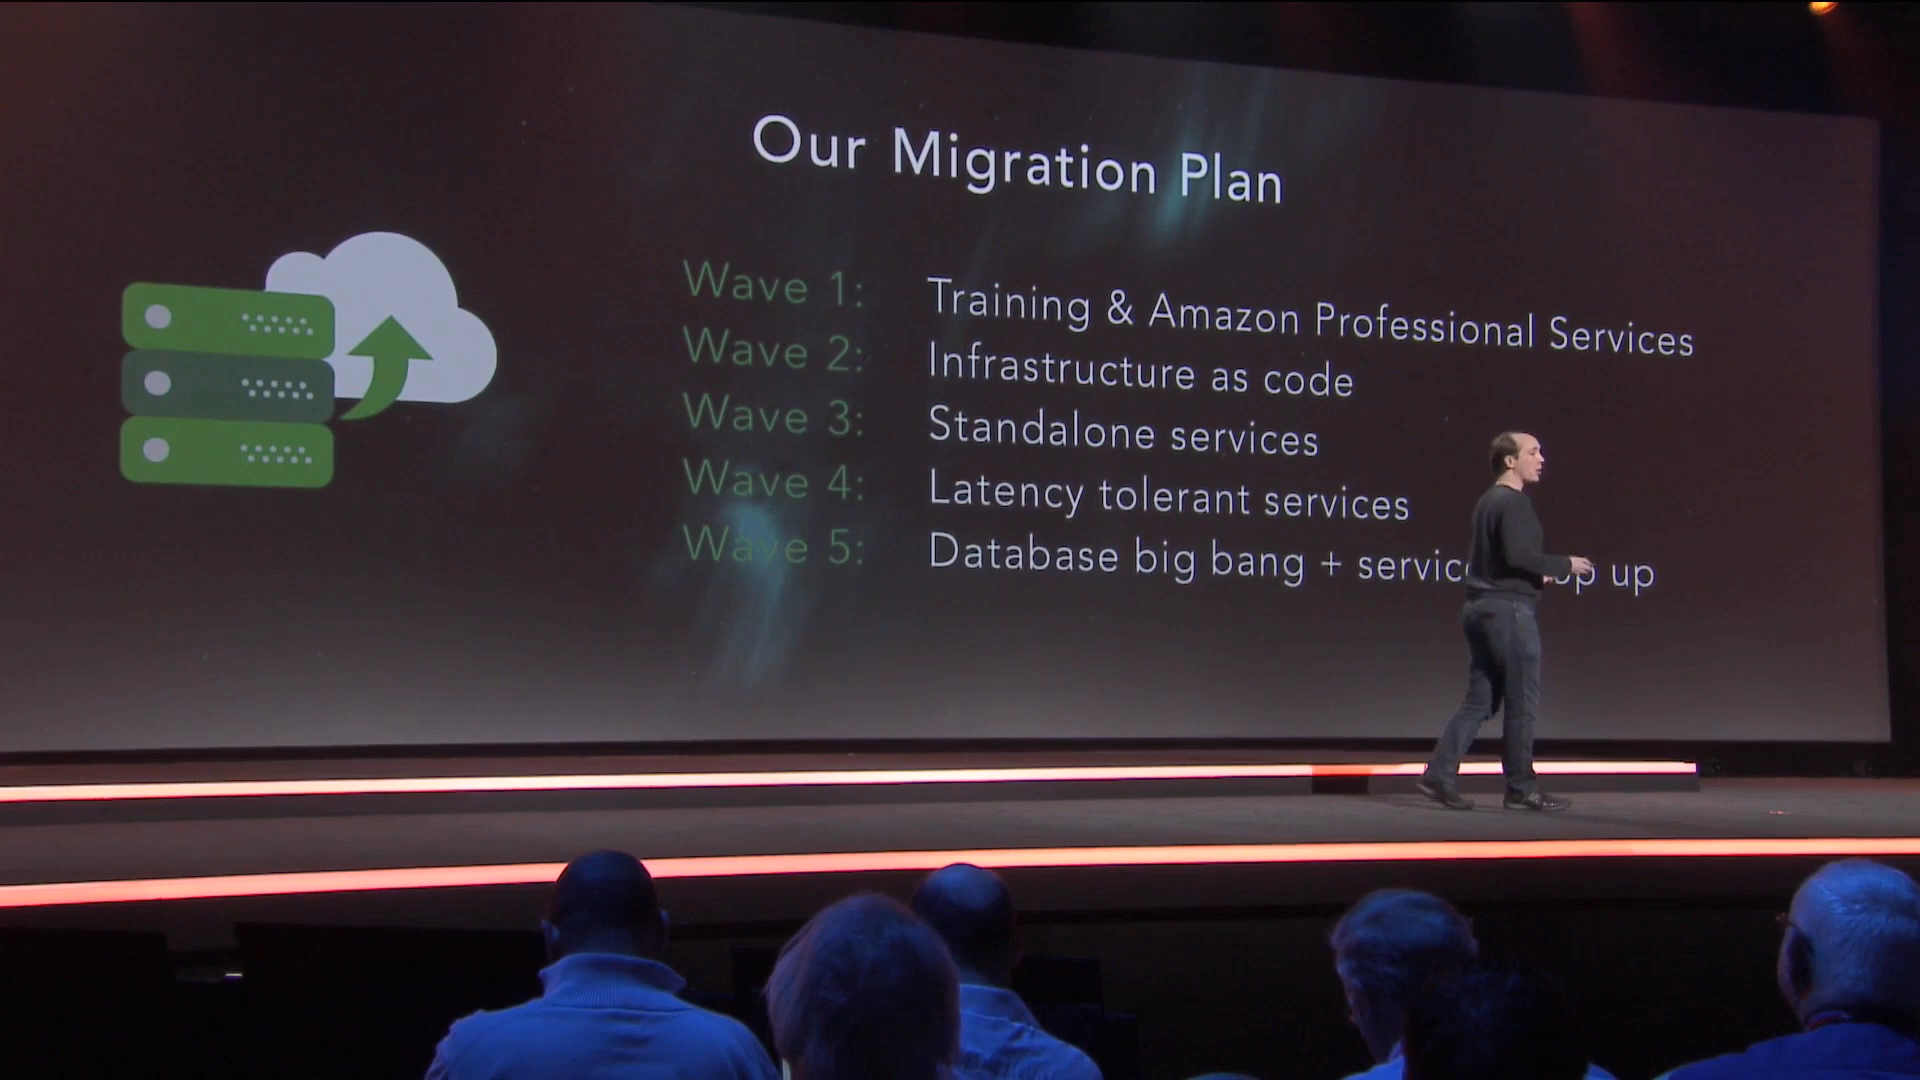 Our Migration Plan
Wave 1: Training & Amazon Professional Services
Wave 2: Infrastructure as code
Wave 3: Standalone services
Wave 4: Latency tolerant services
Wave 5: Database big bang + up